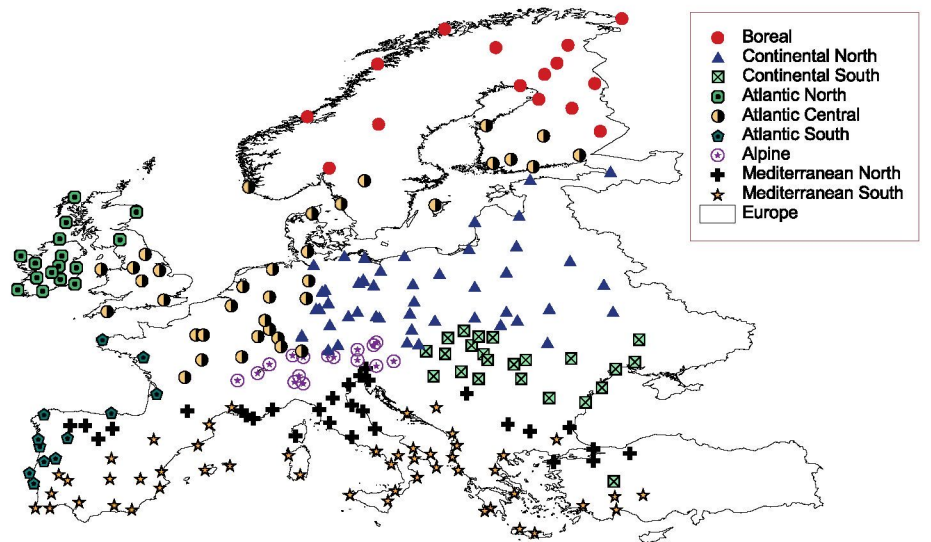 Boreal
Continental North
Continental South
Atlantic North
Atlantic Central
Atlantic South
Alpine
Mediterranean North
Mediterranean South
Europe